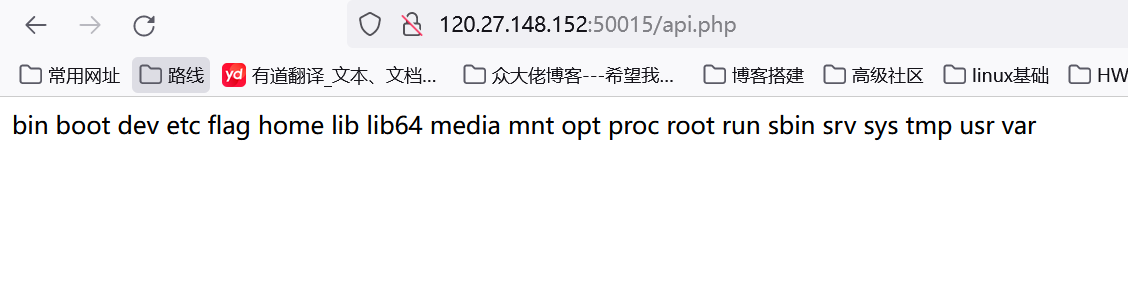 120.27.148.152:50015/api.php
常用网址 路线 yd 有道翻译_文本、文档... 众大佬博客---希望我... 博客搭建 高级社区 linux基础 HW
bin boot dev etc flag home lib lib64 media mnt opt proc root run sbin srv sys tmp usr var